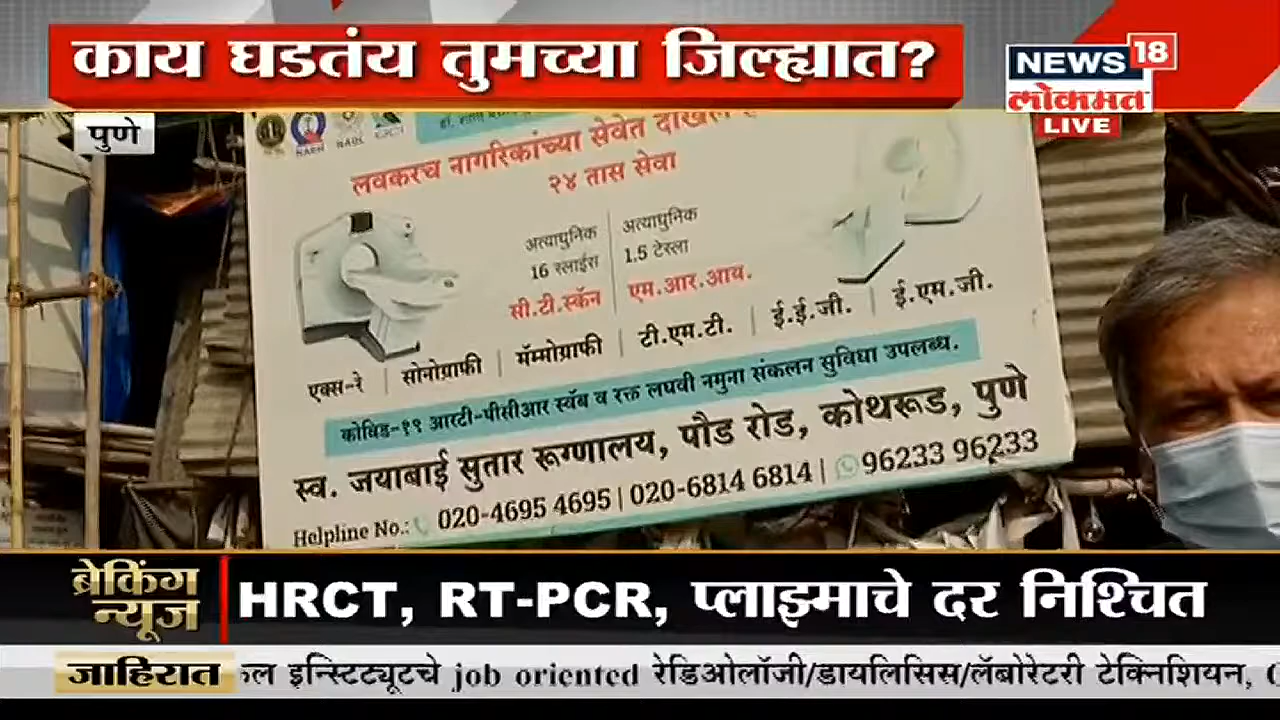 काय घडतंय तुमच्या जिल्ह्यात?
NEWS 18
लोकमत
LIVE
पुणे
NABH
लवकरच नागरिकांच्या सेवेत दाखल
२४ तास सेवा
अत्याधुनिक
16 स्लाईस
सी.टी.स्कॅन
अत्याधुनिक
1.5 टेस्ला
एम.आर.आय.
एक्स-रे | सोनोग्राफी | मॅम्मोग्राफी | टी.एम.टी. | ई.ई.जी. | ई.एम.जी.
कोविड-१९ आरटी-पीसीआर स्वॅब व रक्त लघवी नमुना संकलन सुविधा उपलब्ध.
स्व. जयाबाई सुतार रूग्णालय, पौड रोड, कोथरूड, पुणे
Helpline No.: 020-4695 4695 | 020-6814 6814 | 96233 96233
ब्रेकिंग न्यूज
HRCT, RT-PCR, प्लाझ्माचे दर निश्चित
जाहिरात
इन्स्टिट्यूटचे job oriented रेडिओलॉजी/डायलिसिस/लॅबोरेटरी टेक्निशियन,